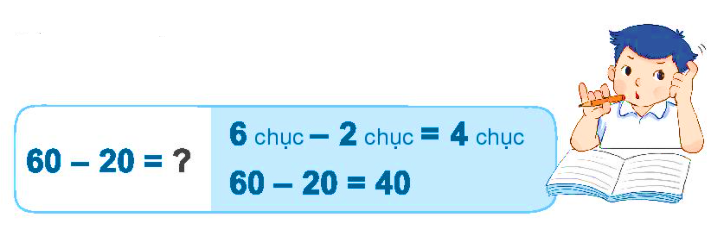 60 – 20 = ?
6 chục – 2 chục = 4 chục
60 – 20 = 40